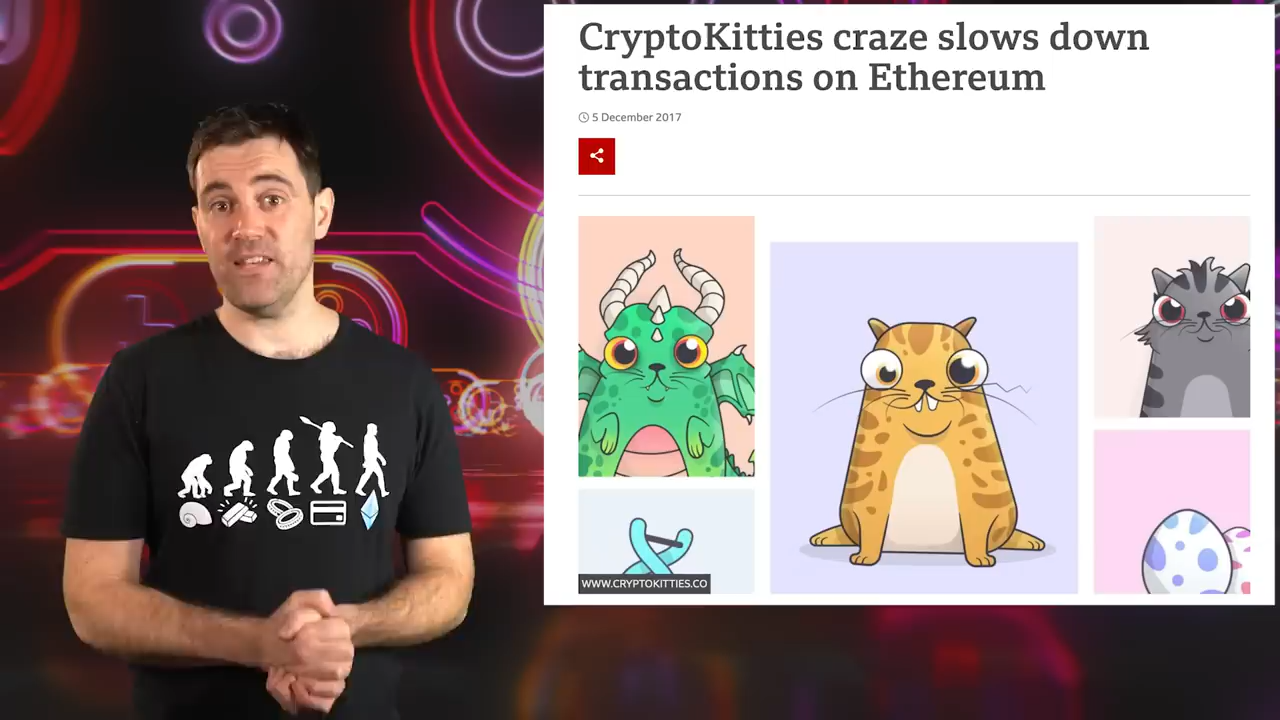 CryptoKitties craze slows down
transactions on Ethereum
5 December 2017
WWW.CRYPTOKITTIES.CO